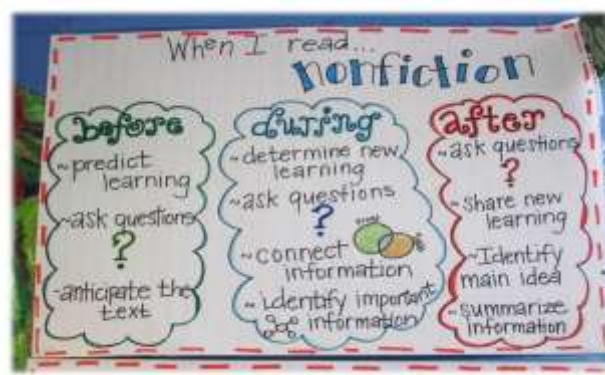 When I read...
nonfiction
before
~predict
learning
~ask questions
?
~anticipate the
text
during
~determine new
learning
~ask questions
?
~connect
information
~identify important
information
after
~ask questions
?
~share new
learning
~Identify
main idea
~summarize
information